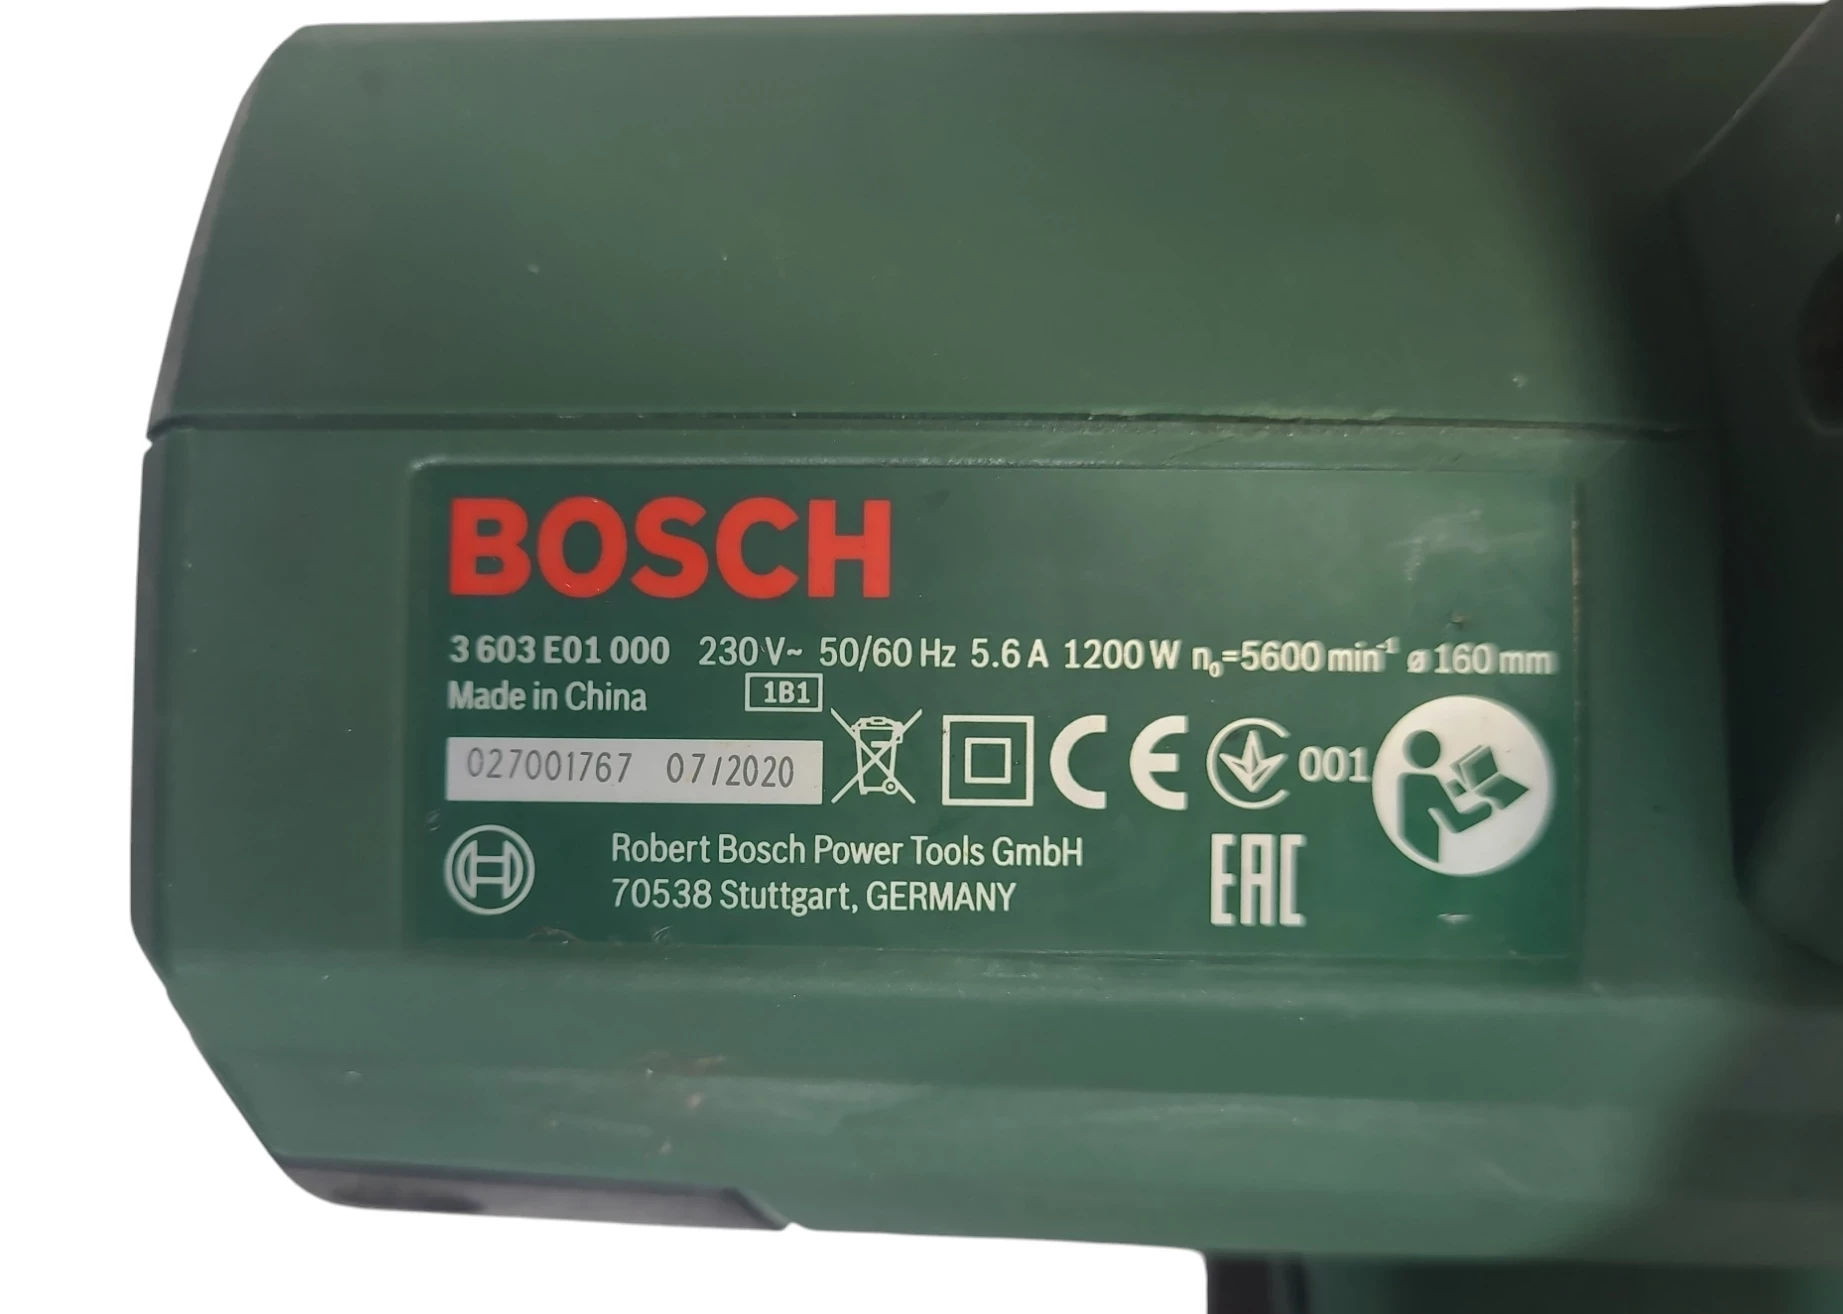 BOSCH
3 603 E01 000 230 V~ 50/60 Hz 5.6 A 1200 W n₀=5600 min⁻¹ ø 160 mm
Made in China 1B1
027001767 07/2020
CE 001
Robert Bosch Power Tools GmbH
70538 Stuttgart, GERMANY
EAC